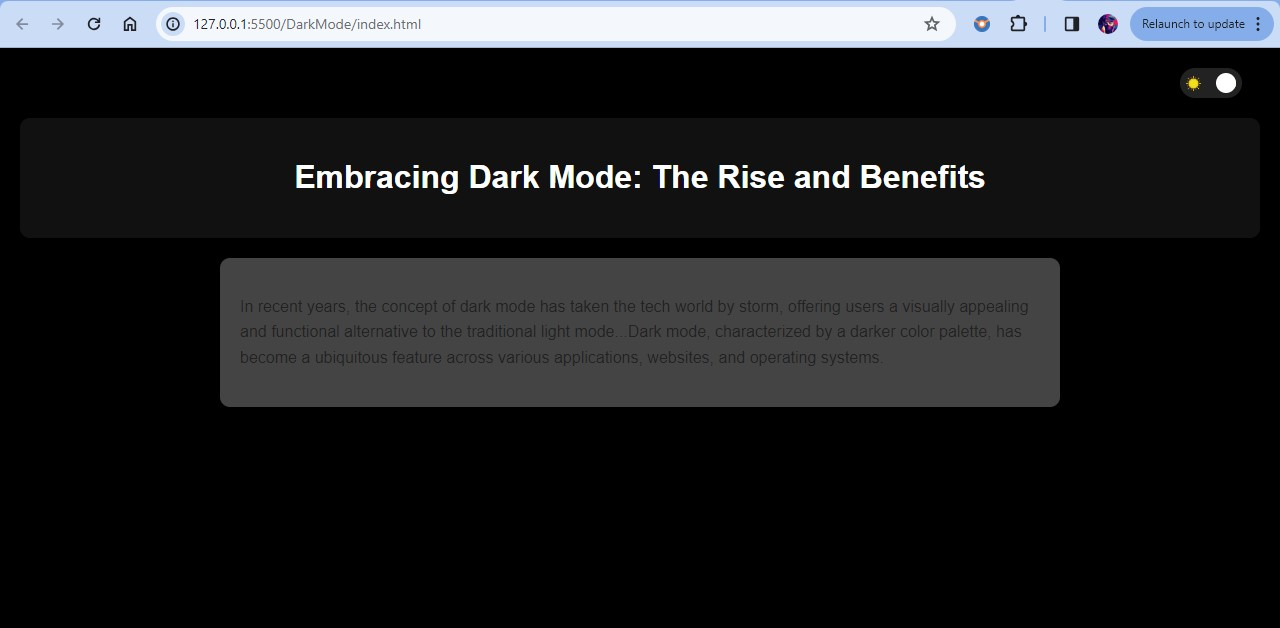 127.0.0.1:5500/DarkMode/index.html
Relaunch to update
Embracing Dark Mode: The Rise and Benefits
In recent years, the concept of dark mode has taken the tech world by storm, offering users a visually appealing
and functional alternative to the traditional light mode...Dark mode, characterized by a darker color palette, has
become a ubiquitous feature across various applications, websites, and operating systems.